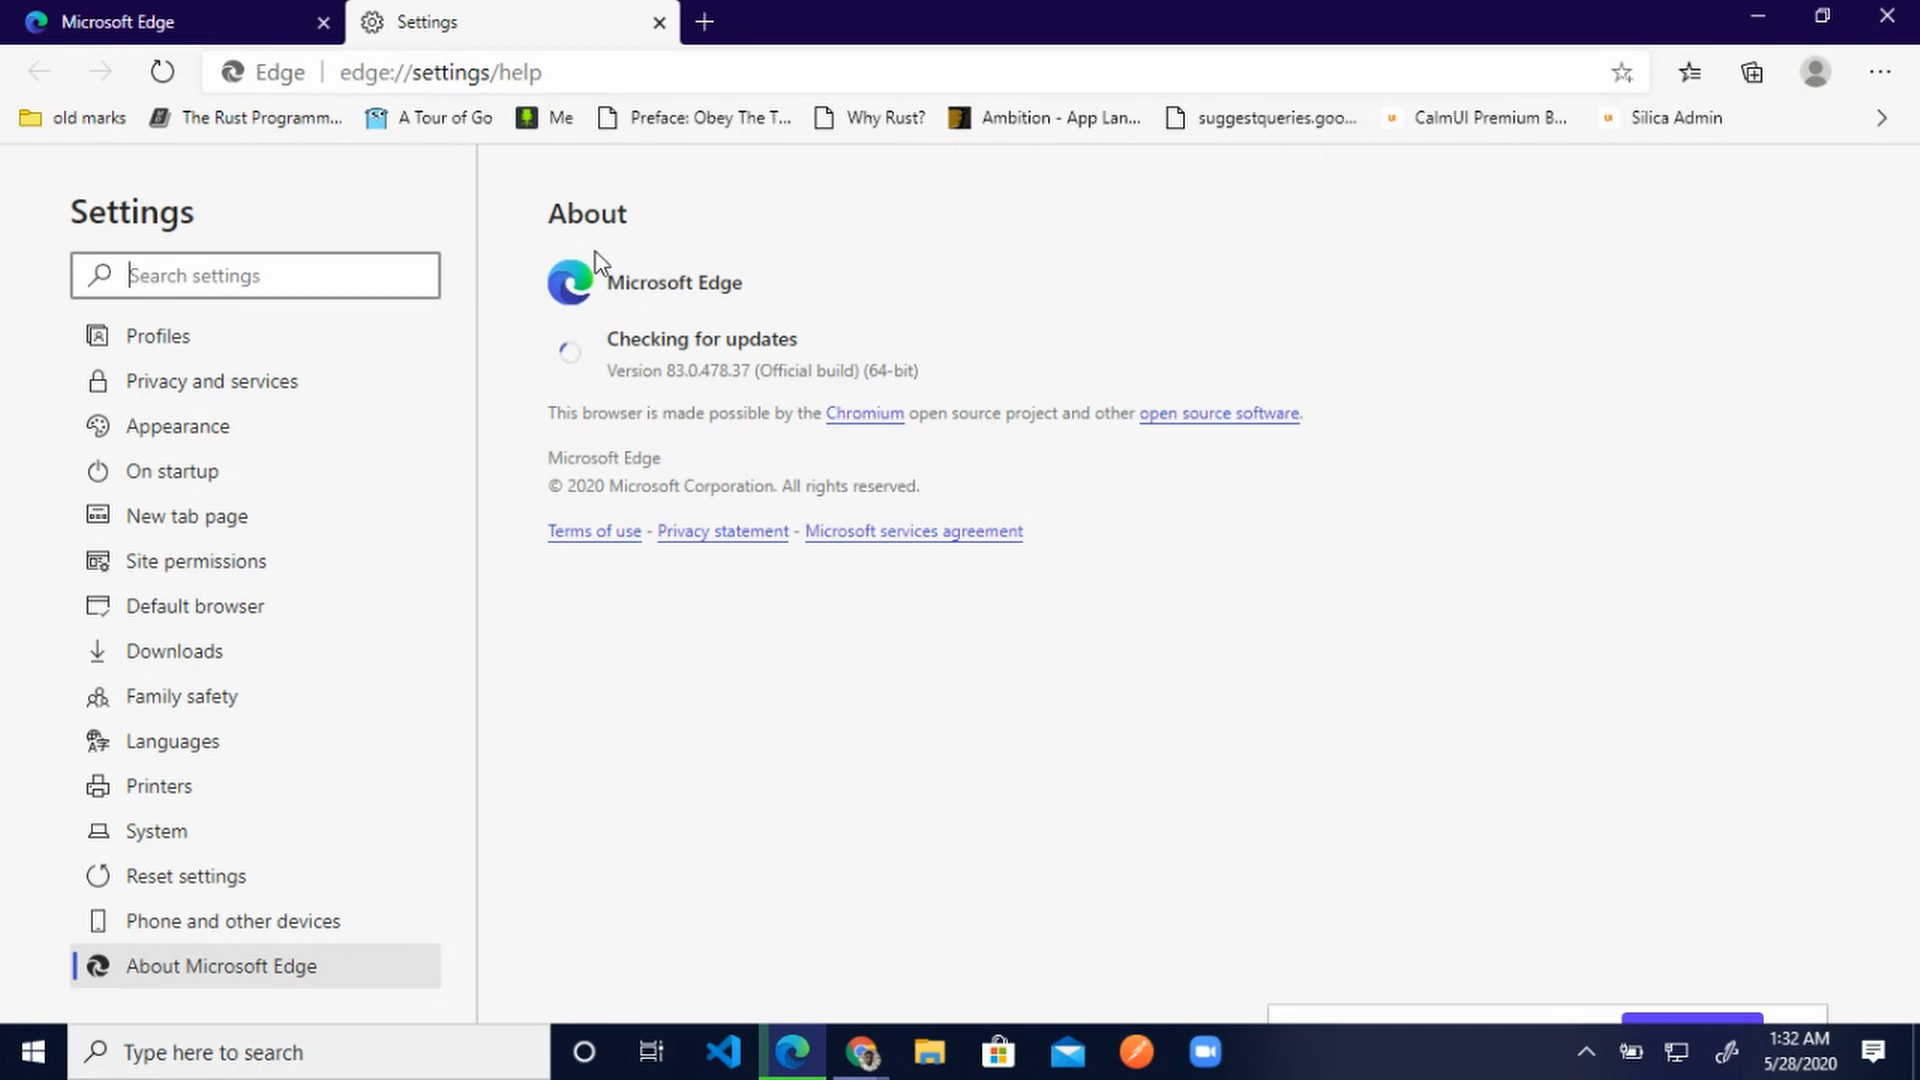 Microsoft Edge
Settings
Edge
edge://settings/help
old marks
The Rust Programm...
A Tour of Go
Me
Preface: Obey The T...
Why Rust?
Ambition - App Lan...
suggestqueries.goo...
CalmUI Premium B...
Silica Admin
Settings
Search settings
Profiles
Privacy and services
Appearance
On startup
New tab page
Site permissions
Default browser
Downloads
Family safety
Languages
Printers
System
Reset settings
Phone and other devices
About Microsoft Edge
About
Microsoft Edge
Checking for updates
Version 83.0.478.37 (Official build) (64-bit)
This browser is made possible by the Chromium open source project and other open source software.
Microsoft Edge
© 2020 Microsoft Corporation. All rights reserved.
Terms of use - Privacy statement - Microsoft services agreement
Type here to search
1:32 AM
5/28/2020